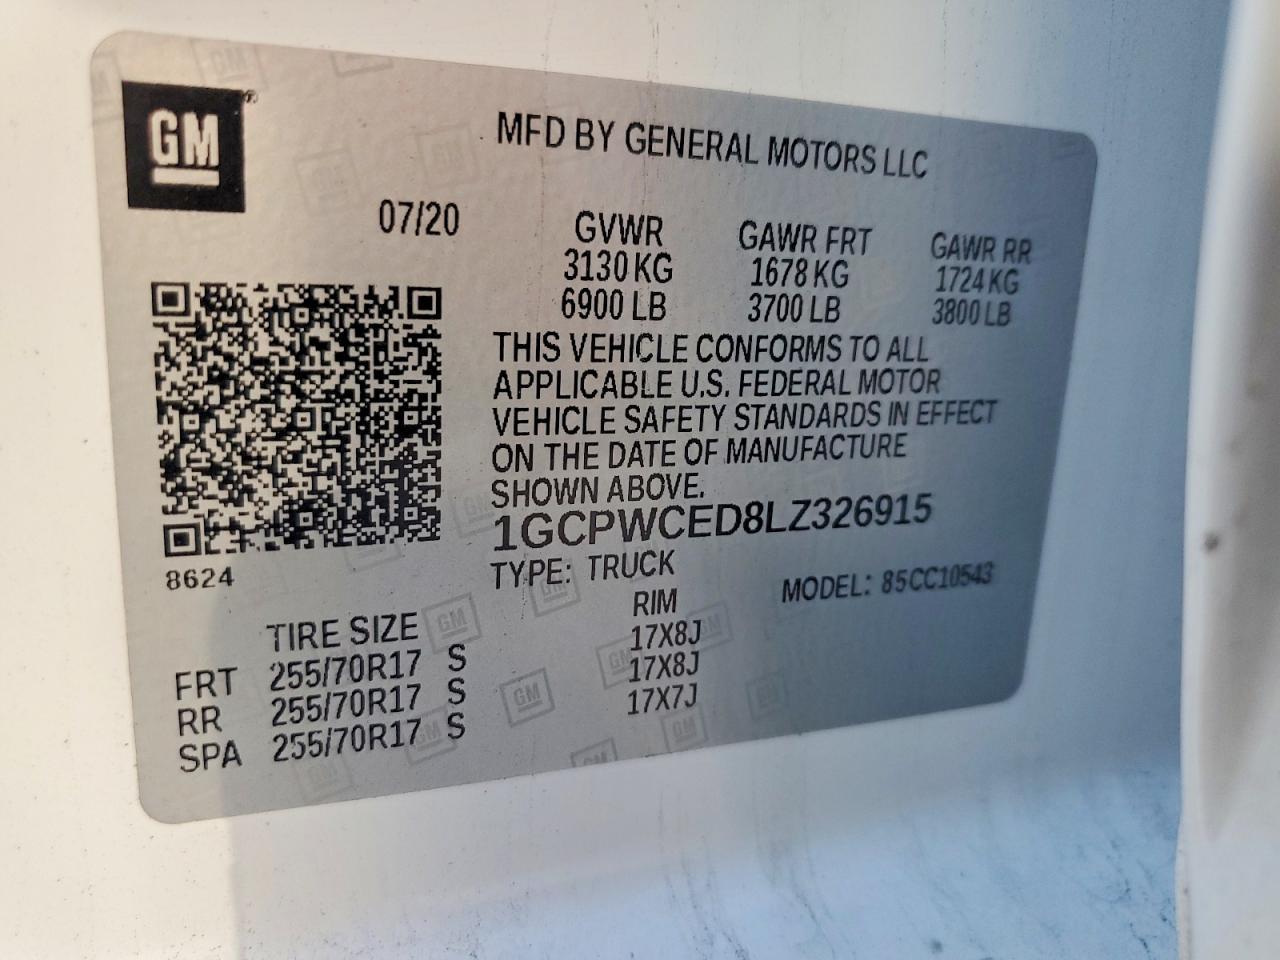 GM
MFD BY GENERAL MOTORS LLC
07/20 GVWR GAWR FRT GAWR RR
3130 KG 1678 KG 1724 KG
6900 LB 3700 LB 3800 LB
THIS VEHICLE CONFORMS TO ALL
APPLICABLE U.S. FEDERAL MOTOR
VEHICLE SAFETY STANDARDS IN EFFECT
ON THE DATE OF MANUFACTURE
SHOWN ABOVE.
1GCPWCED8LZ326915
8624
TYPE: TRUCK MODEL: 85CC10543
TIRE SIZE RIM
FRT 255/70R17 S 17X8J
RR 255/70R17 S 17X8J
SPA 255/70R17 S 17X7J